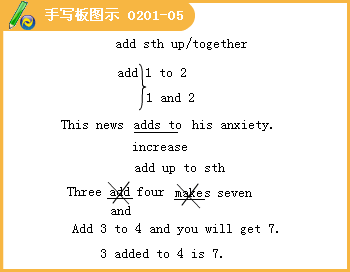 手写板图示 0201-05
add sth up/together
add 1 to 2
1 and 2
This news adds to his anxiety.
increase
add up to sth
Three add four makes seven
and
Add 3 to 4 and you will get 7.
3 added to 4 is 7.